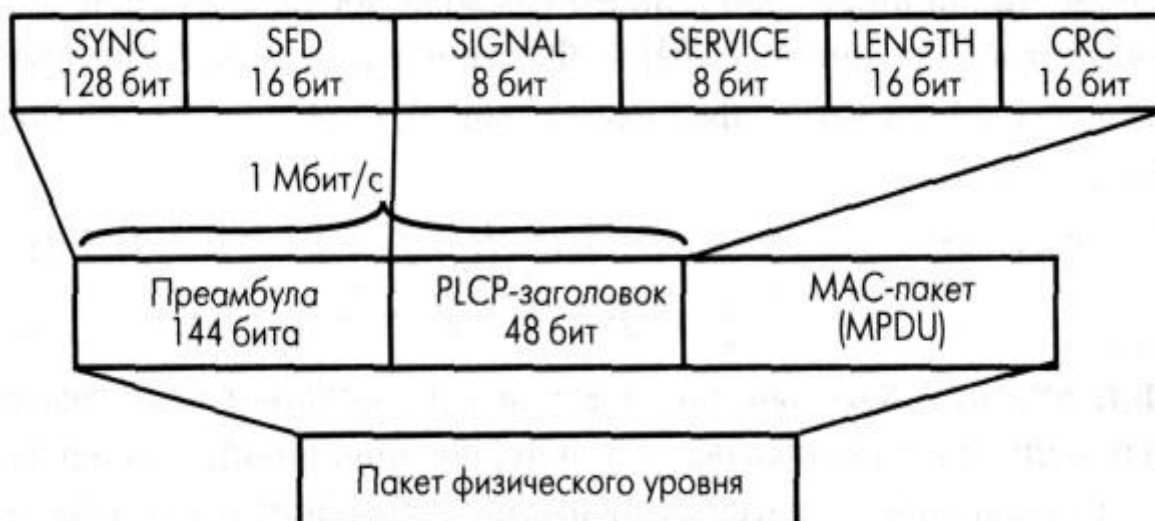 SYNC SFD SIGNAL SERVICE LENGTH CRC
128 бит 16 бит 8 бит 8 бит 16 бит 16 бит
1 Мбит/с
Преамбула PLCP-заголовок MAC-пакет
144 бита 48 бит (MPDU)
Пакет физического уровня